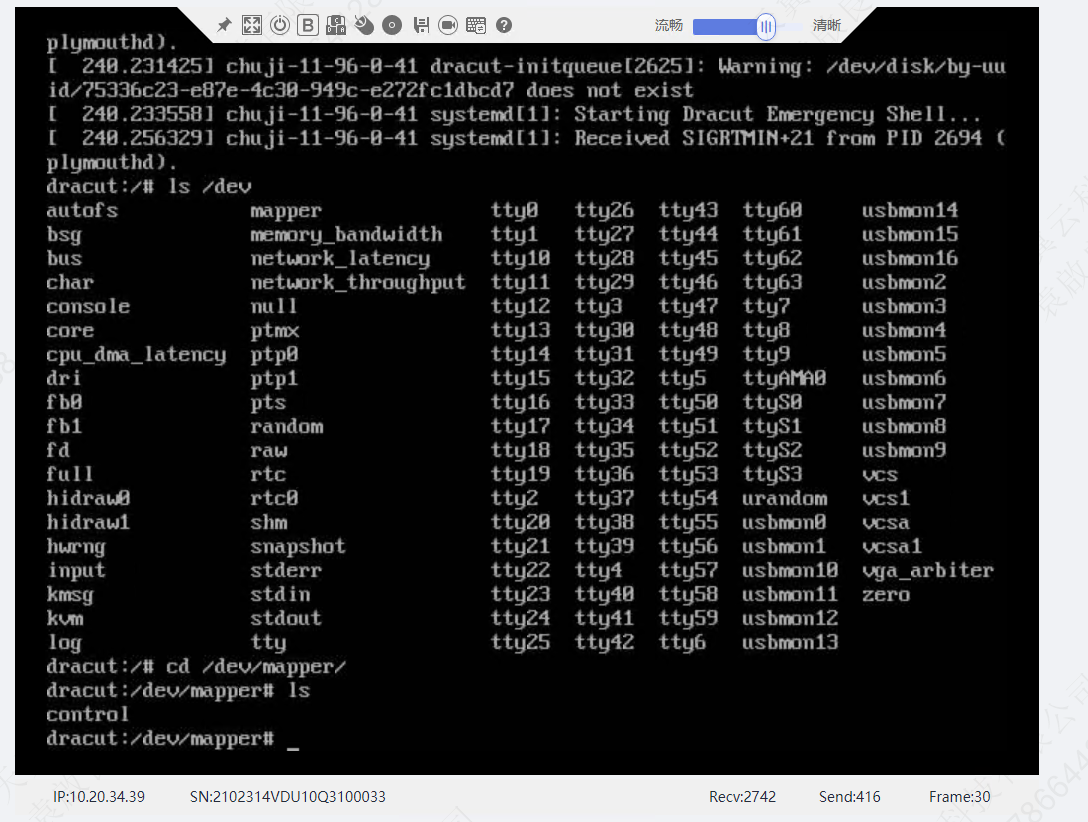 流畅 清晰
plymouthd).
[  240.231425] chuji-11-96-0-41 dracut-initqueue[2625]: Warning: /dev/disk/by-uu
id/75336c23-e87e-4c30-949c-e272fc1dbcd7 does not exist
[  240.233558] chuji-11-96-0-41 systemd[1]: Starting Dracut Emergency Shell...
[  240.256329] chuji-11-96-0-41 systemd[1]: Received SIGRTMIN+21 from PID 2694 (
plymouthd).
dracut:/# ls /dev
autofs mapper tty0 tty26 tty43 tty60 usbmon14
bsg memory_bandwidth tty1 tty27 tty44 tty61 usbmon15
bus network_latency tty10 tty28 tty45 tty62 usbmon16
char network_throughput tty11 tty29 tty46 tty63 usbmon2
console null tty12 tty3 tty47 tty7 usbmon3
core ptmx tty13 tty30 tty48 tty8 usbmon4
cpu_dma_latency ptp0 tty14 tty31 tty49 tty9 usbmon5
dri ptp1 tty15 tty32 tty5 ttyAMA0 usbmon6
fb0 pts tty16 tty33 tty50 ttyS0 usbmon7
fb1 random tty17 tty34 tty51 ttyS1 usbmon8
fd raw tty18 tty35 tty52 ttyS2 usbmon9
full rtc tty19 tty36 tty53 ttyS3 vcs
hidraw0 rtc0 tty2 tty37 tty54 urandom vcs1
hidraw1 shm tty20 tty38 tty55 usbmon0 vcsa
hwrng snapshot tty21 tty39 tty56 usbmon1 vcsa1
input stderr tty22 tty4 tty57 usbmon10 vga_arbiter
kmsg stdin tty23 tty40 tty58 usbmon11 zero
kvm stdout tty24 tty41 tty59 usbmon12
log tty tty25 tty42 tty6 usbmon13
dracut:/# cd /dev/mapper/
dracut:/dev/mapper# ls
control
dracut:/dev/mapper# _
IP:10.20.34.39 SN:2102314VDU10Q3100033 Recv:2742 Send:416 Frame:30